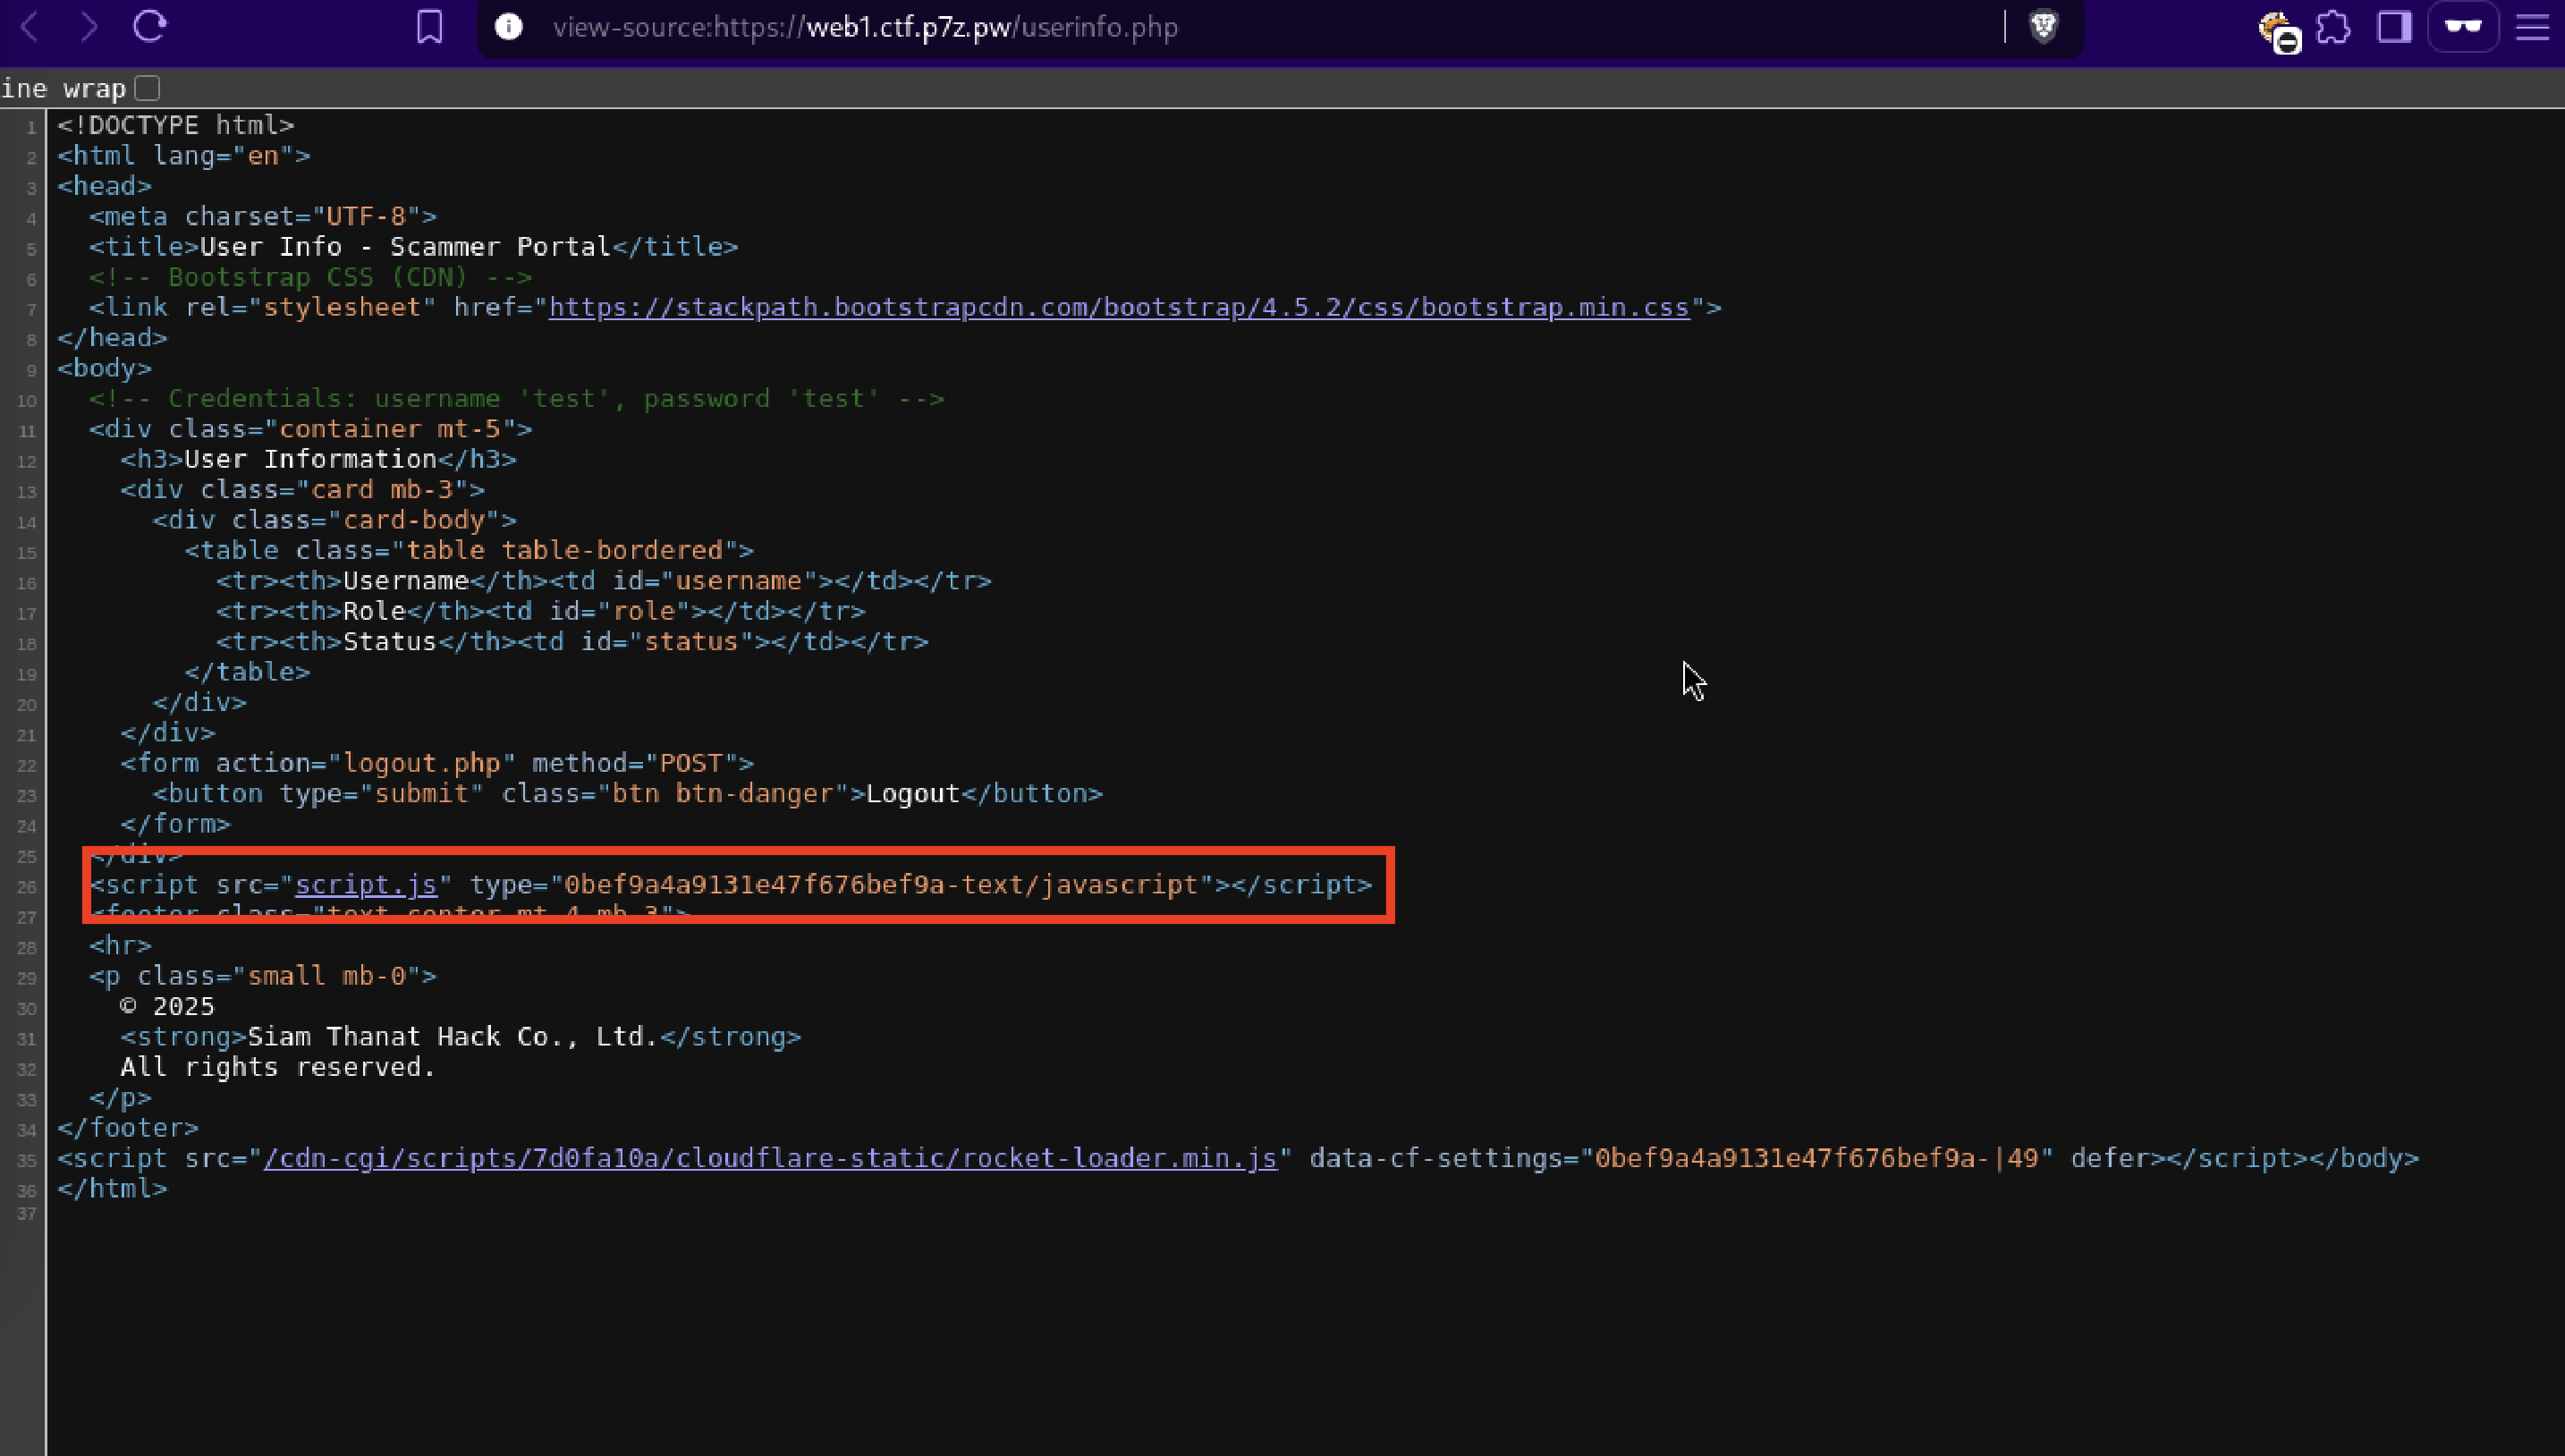 view-source:https://web1.ctf.p7z.pw/userinfo.php
ine wrap
1 <!DOCTYPE html>
2 <html lang="en">
3 <head>
4 <meta charset="UTF-8">
5 <title>User Info - Scammer Portal</title>
6 <!-- Bootstrap CSS (CDN) -->
7 <link rel="stylesheet" href="https://stackpath.bootstrapcdn.com/bootstrap/4.5.2/css/bootstrap.min.css">
8 </head>
9 <body>
10 <!-- Credentials: username 'test', password 'test' -->
11 <div class="container mt-5">
12 <h3>User Information</h3>
13 <div class="card mb-3">
14 <div class="card-body">
15 <table class="table table-bordered">
16 <tr><th>Username</th><td id="username"></td></tr>
17 <tr><th>Role</th><td id="role"></td></tr>
18 <tr><th>Status</th><td id="status"></td></tr>
19 </table>
20 </div>
21 </div>
22 <form action="logout.php" method="POST">
23 <button type="submit" class="btn btn-danger">Logout</button>
24 </form>
25 </div>
26 <script src="script.js" type="0bef9a4a9131e47f676bef9a-text/javascript"></script>
27 <footer class="text-center mt-4 mb-3">
28 <hr>
29 <p class="small mb-0">
30 © 2025
31 <strong>Siam Thanat Hack Co., Ltd.</strong>
32 All rights reserved.
33 </p>
34 </footer>
35 <script src="/cdn-cgi/scripts/7d0fa10a/cloudflare-static/rocket-loader.min.js" data-cf-settings="0bef9a4a9131e47f676bef9a-|49" defer></script></body>
36 </html>
37